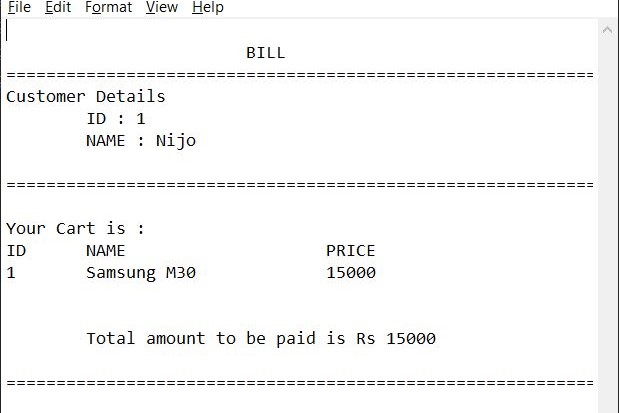 File Edit Format View Help
BILL
===========================================================
Customer Details
ID : 1
NAME : Nijo
===========================================================
Your Cart is :
ID NAME PRICE
1 Samsung M30 15000
Total amount to be paid is Rs 15000
===========================================================